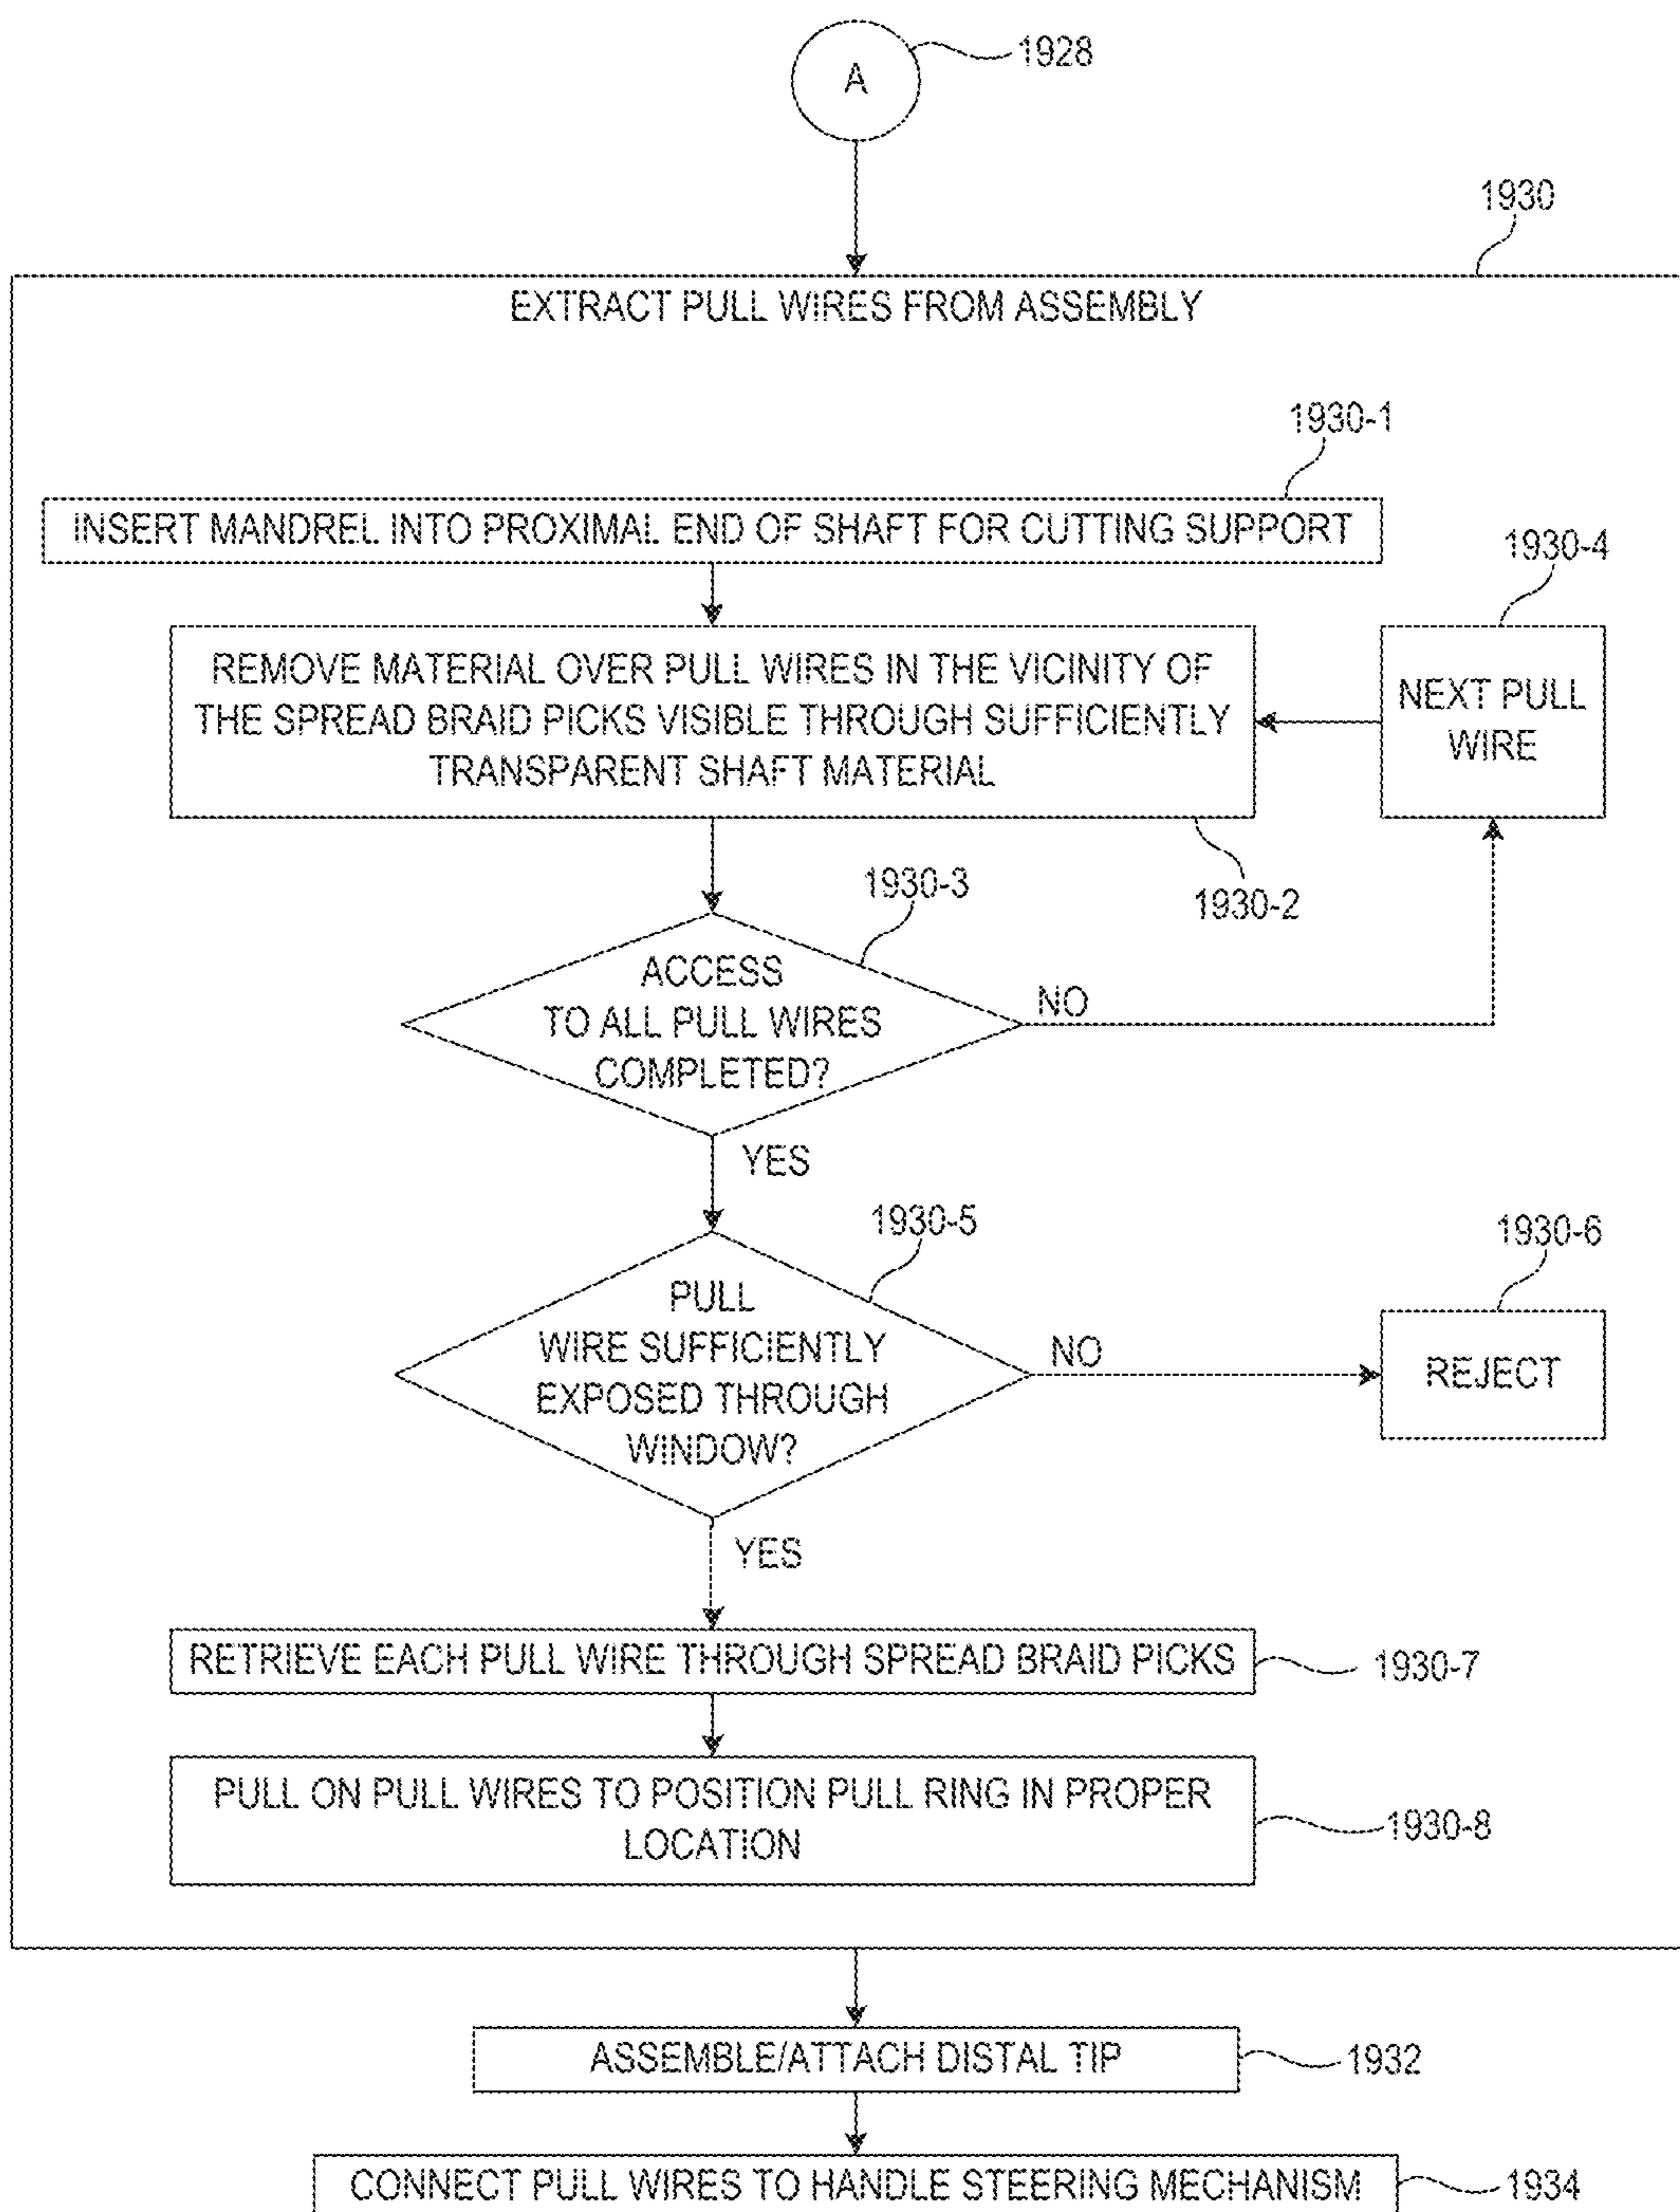 A
1928
1930
EXTRACT PULL WIRES FROM ASSEMBLY
1930-1
INSERT MANDREL INTO PROXIMAL END OF SHAFT FOR CUTTING SUPPORT
1930-4
REMOVE MATERIAL OVER PULL WIRES IN THE VICINITY OF
THE SPREAD BRAID PICKS VISIBLE THROUGH SUFFICIENTLY
TRANSPARENT SHAFT MATERIAL
NEXT PULL
WIRE
1930-2
1930-3
ACCESS
TO ALL PULL WIRES
COMPLETED?
NO
YES
1930-5
1930-6
PULL
WIRE SUFFICIENTLY
EXPOSED THROUGH
WINDOW?
NO
REJECT
YES
RETRIEVE EACH PULL WIRE THROUGH SPREAD BRAID PICKS
1930-7
PULL ON PULL WIRES TO POSITION PULL RING IN PROPER
LOCATION
1930-8
ASSEMBLE/ATTACH DISTAL TIP
1932
CONNECT PULL WIRES TO HANDLE STEERING MECHANISM
1934